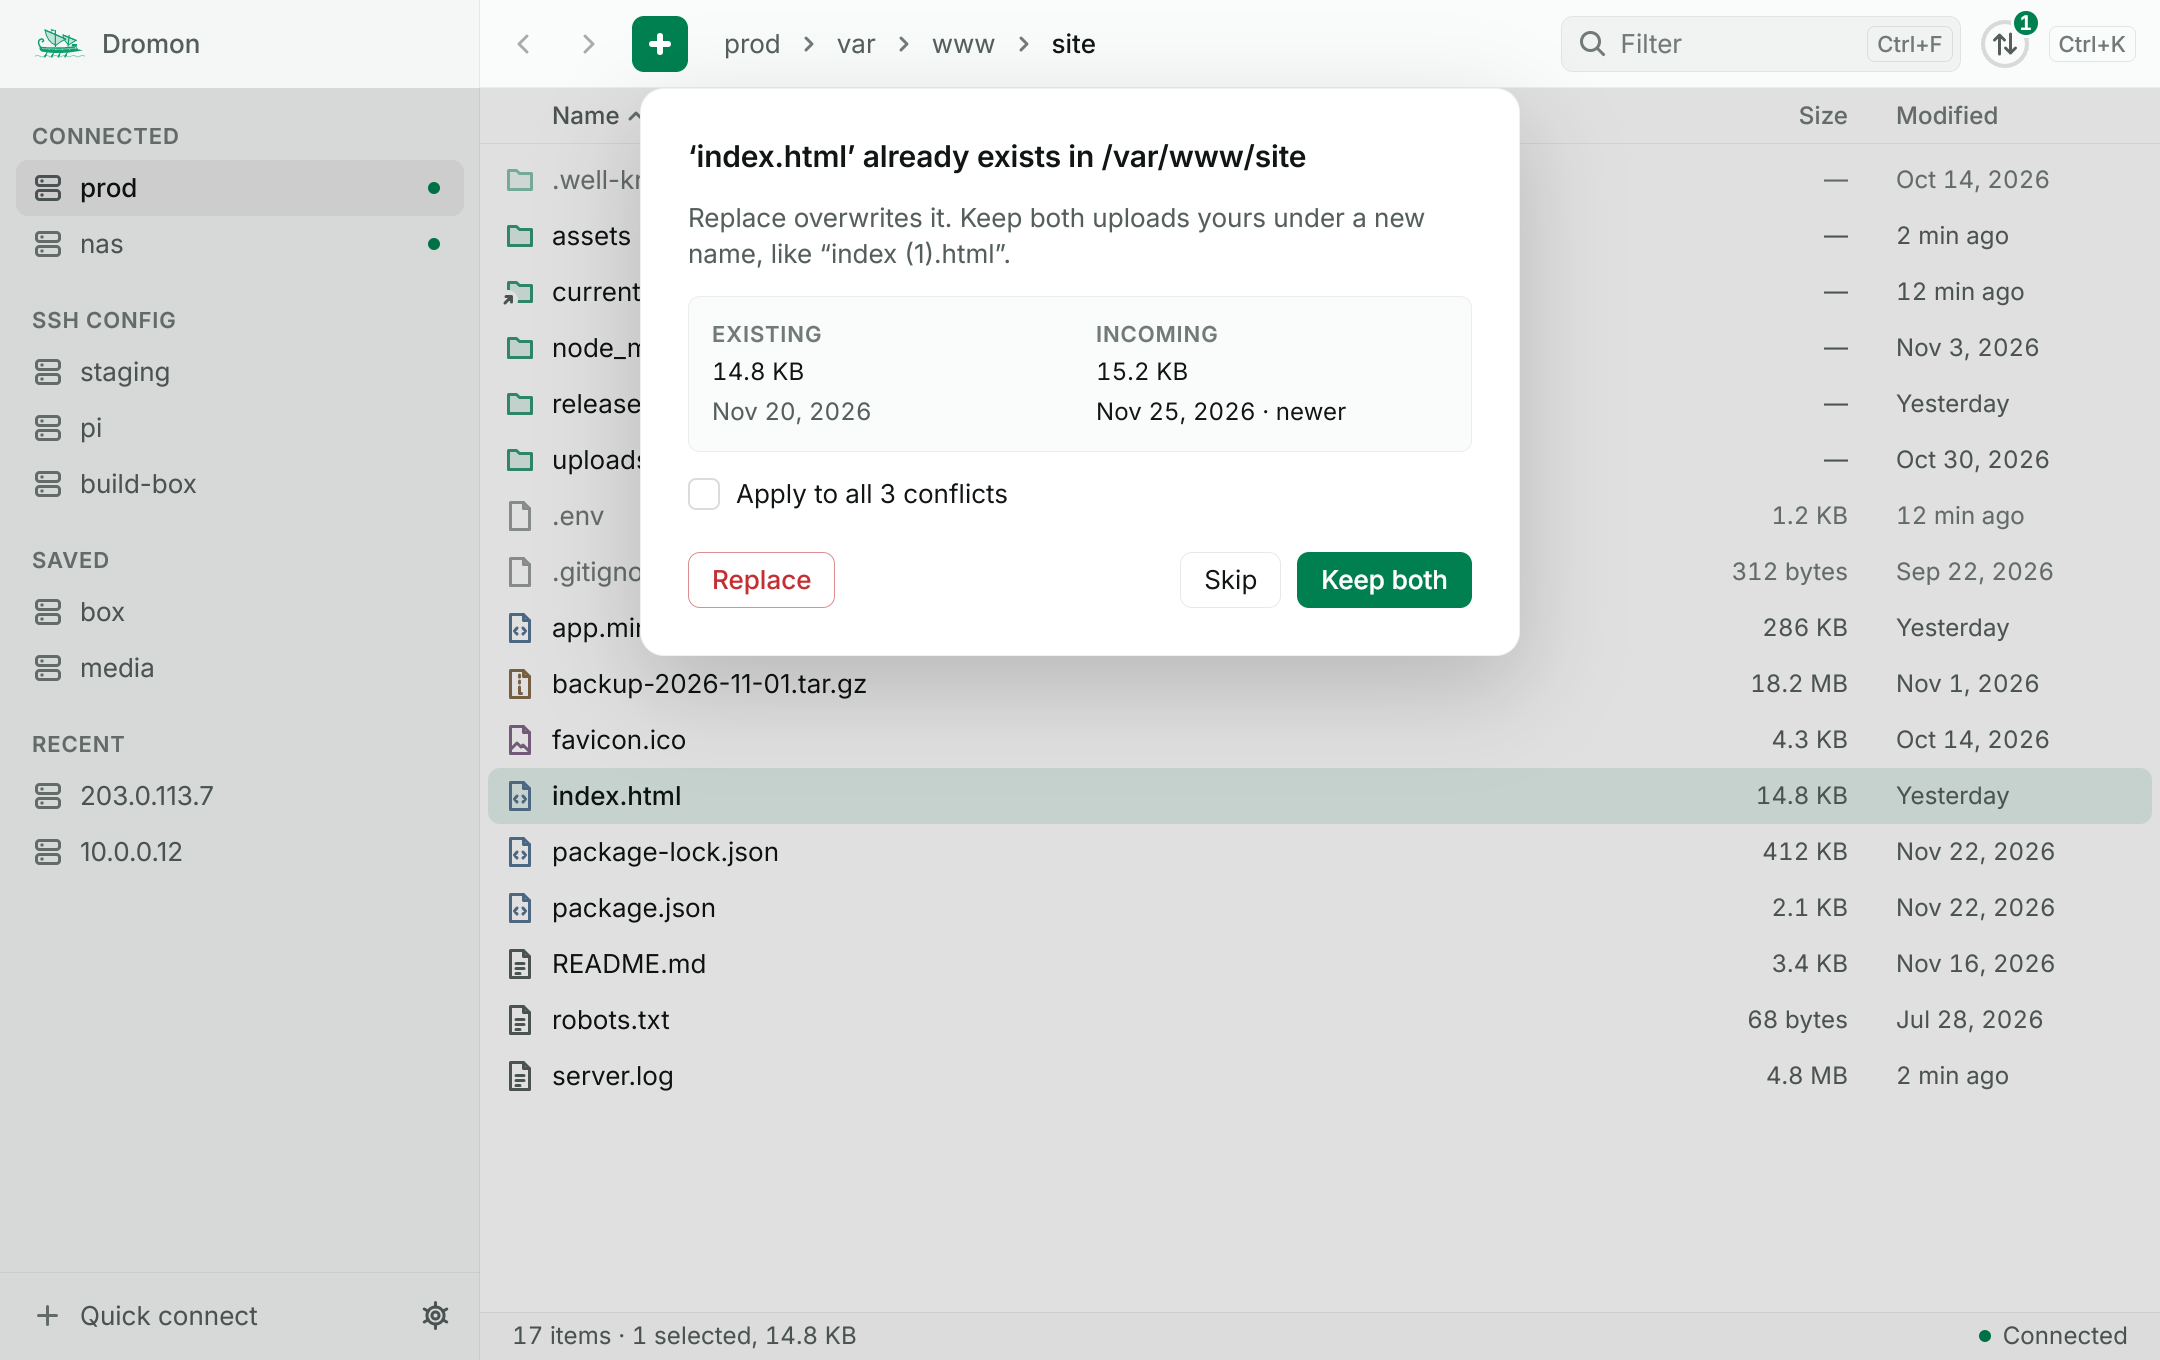 Dromon
prod
var
www
site
Filter
Ctrl+F
1
Ctrl+K
CONNECTED
prod
nas
SSH CONFIG
staging
pi
build-box
SAVED
box
media
RECENT
203.0.113.7
10.0.0.12
Quick connect
Name
Size
Modified
— Oct 14, 2026
assets — 2 min ago
current — 12 min ago
— Nov 3, 2026
— Yesterday
— Oct 30, 2026
.env 1.2 KB 12 min ago
312 bytes Sep 22, 2026
286 KB Yesterday
backup-2026-11-01.tar.gz 18.2 MB Nov 1, 2026
favicon.ico 4.3 KB Oct 14, 2026
index.html 14.8 KB Yesterday
package-lock.json 412 KB Nov 22, 2026
package.json 2.1 KB Nov 22, 2026
README.md 3.4 KB Nov 16, 2026
robots.txt 68 bytes Jul 28, 2026
server.log 4.8 MB 2 min ago
‘index.html’ already exists in /var/www/site
Replace overwrites it. Keep both uploads yours under a new
name, like “index (1).html”.
EXISTING
14.8 KB
Nov 20, 2026
INCOMING
15.2 KB
Nov 25, 2026 · newer
Apply to all 3 conflicts
Replace
Skip
Keep both
17 items · 1 selected, 14.8 KB
Connected